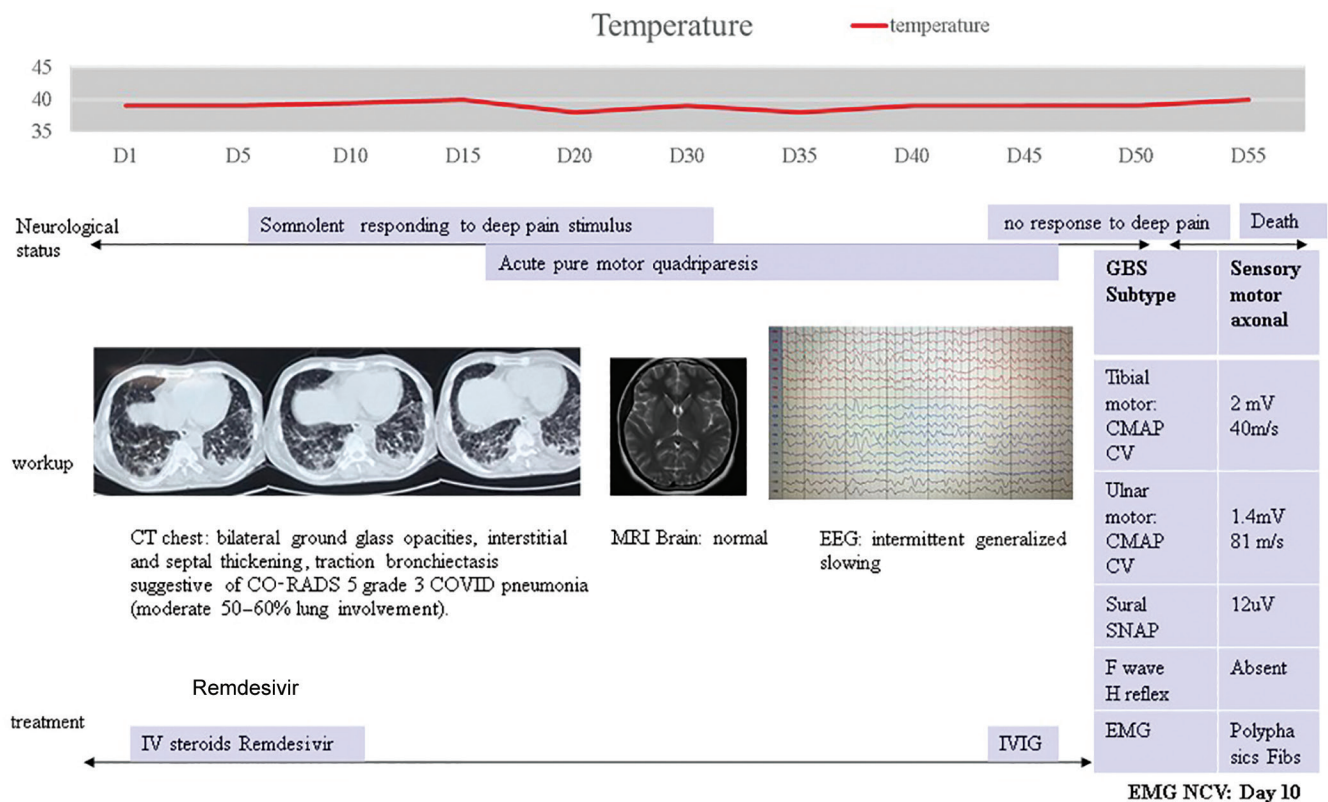 Temperature
temperature
45
40
35
D1 D5 D10 D15 D20 D30 D35 D40 D45 D50 D55
Neurological
status
Somnolent responding to deep pain stimulus
no response to deep pain
Death
Acute pure motor quadriparesis
GBS
Subtype
Sensory
motor
axonal
Tibial
motor:
CMAP
CV
2 mV
40m/s
workup
Ulnar
motor:
CMAP
CV
1.4mV
81 m/s
CT chest: bilateral ground glass opacities, interstitial
and septal thickening, traction bronchiectasis
suggestive of CO-RADS 5 grade 3 COVID pneumonia
(moderate 50–60% lung involvement).
MRI Brain: normal
EEG: intermittent generalized
slowing
Sural
SNAP
12uV
F wave
H reflex
Absent
Remdesivir
treatment
IV steroids Remdesivir
IVIG
EMG
Polypha
sics Fibs
EMG NCV: Day 10